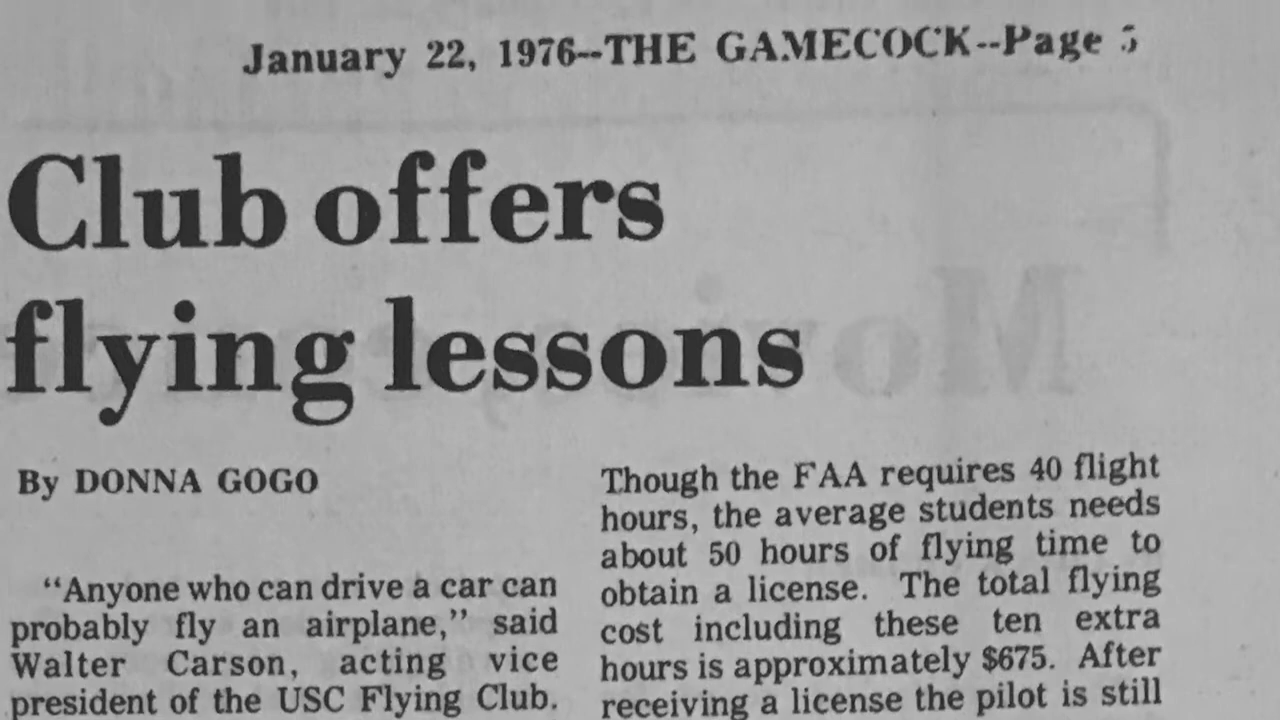 January 22, 1976--THE GAMECOCK--Page 5
Club offers
flying lessons
By DONNA GOGO
"Anyone who can drive a car can
probably fly an airplane," said
Walter Carson, acting vice
president of the USC Flying Club.
Though the FAA requires 40 flight
hours, the average students needs
about 50 hours of flying time to
obtain a license. The total flying
cost including these ten extra
hours is approximately $675. After
receiving a license the pilot is still